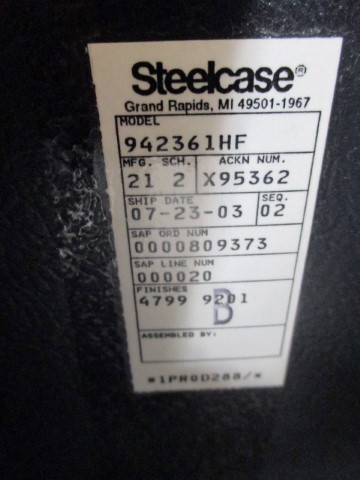 Steelcase®
Grand Rapids, MI 49501-1967
MODEL
942361HF
MFG. SCH. ACKN NUM.
21 2 X95362
SHIP DATE SEQ.
07-23-03 02
SAP ORD NUM
0000809373
SAP LINE NUM
000020
FINISHES
4799 9201
B
ASSEMBLED BY:
*1PR0D288/*